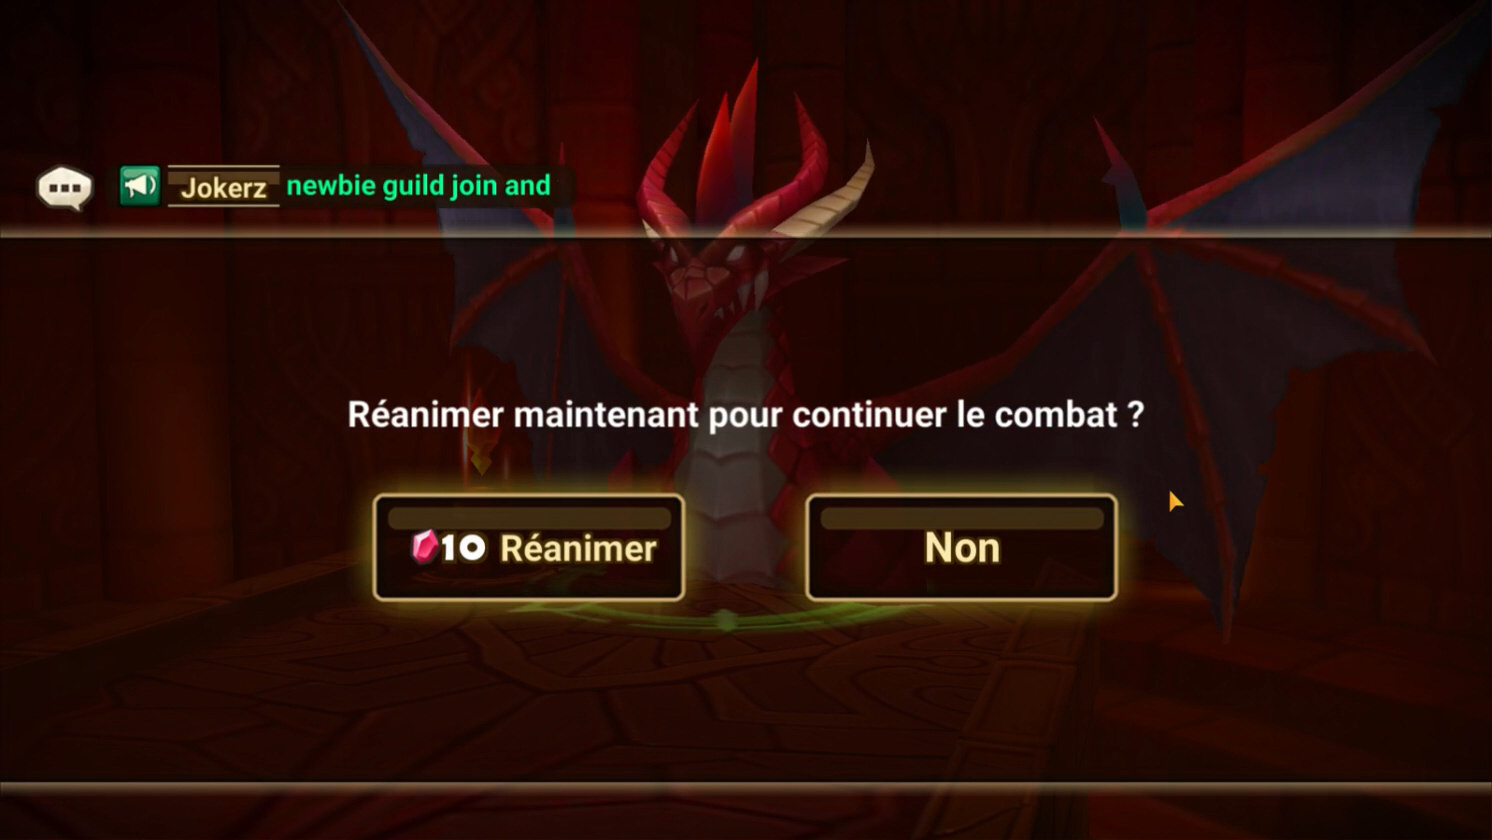 Jokerz newbie guild join and
Réanimer maintenant pour continuer le combat ?
10 Réanimer
Non